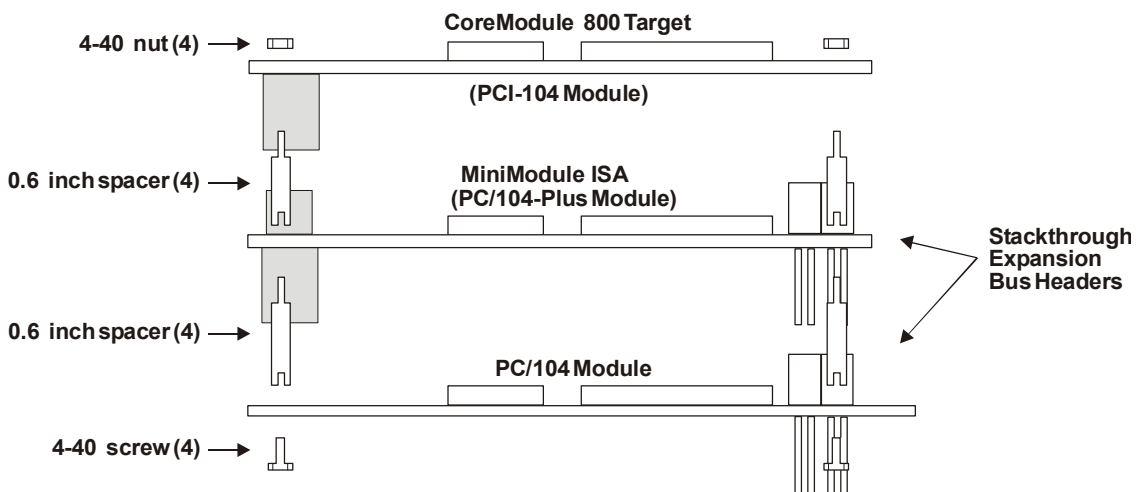 CoreModule 800 Target
4-40 nut (4)
(PCI-104 Module)
0.6 inch spacer (4)
MiniModule ISA
(PC/104-Plus Module)
Stackthrough
Expansion
Bus Headers
0.6 inch spacer (4)
PC/104 Module
4-40 screw (4)